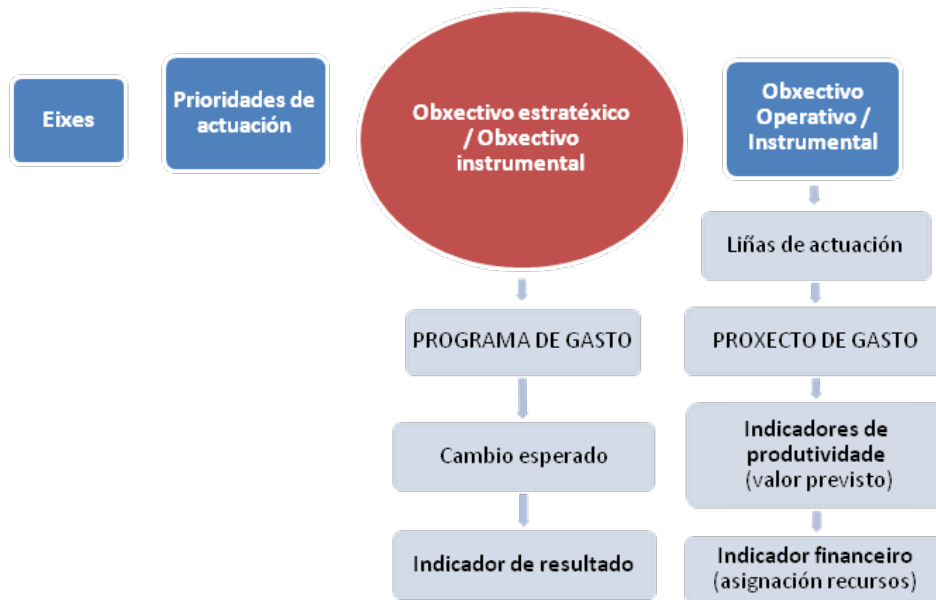 Eixes
Prioridades de
actuación
Obxectivo estratéxico
/ Obxectivo
instrumental
PROGRAMA DE GASTO
Cambio esperado
Indicador de resultado
Obxectivo
Operativo /
Instrumental
Liñas de actuación
PROXECTO DE GASTO
Indicadores de
produtividade
(valor previsto)
Indicador financeiro
(asignación recursos)